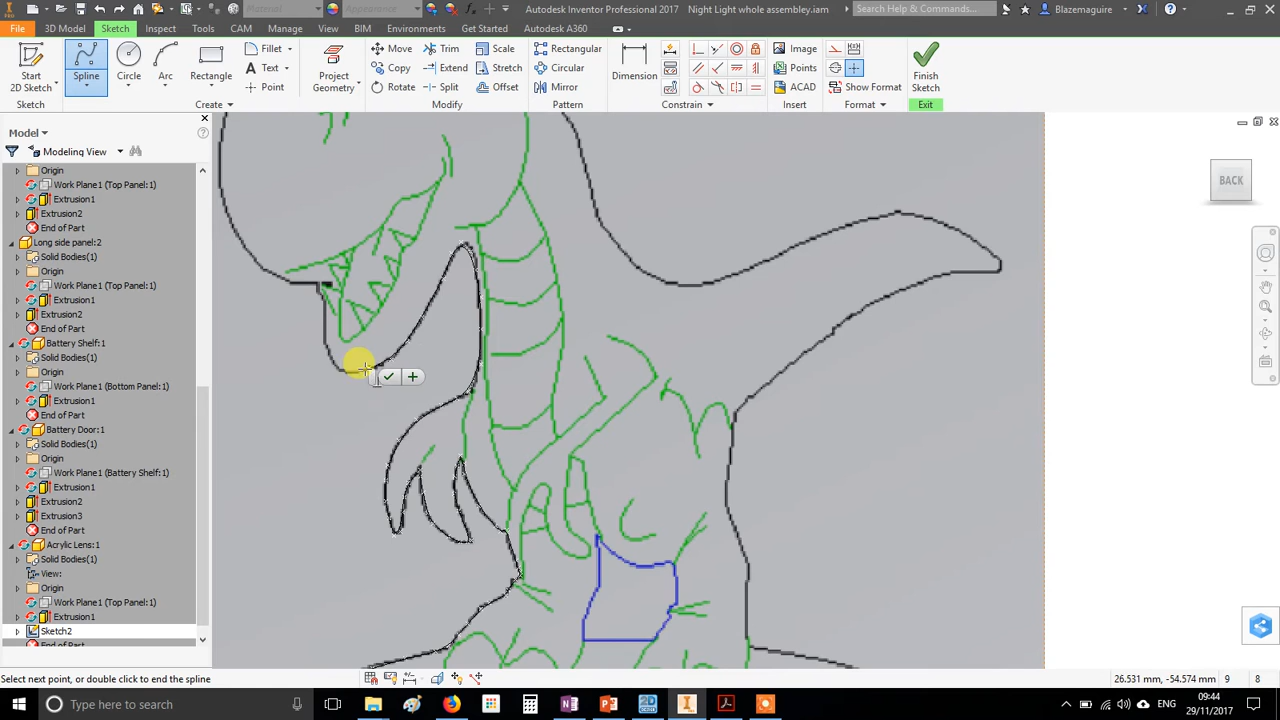 Material
Appearance
Autodesk Inventor Professional 2017 Night Light whole assembly.iam
Search Help & Commands...
Blazemaguire
File
3D Model
Sketch
Inspect
Tools
CAM
Manage
View
BIM
Environments
Get Started
Autodesk A360
Start
2D Sketch
Spline
Circle
Arc
Rectangle
Fillet
Text
Point
Project
Geometry
Move
Copy
Rotate
Trim
Extend
Split
Scale
Stretch
Offset
Rectangular
Circular
Mirror
Dimension
Image
Points
ACAD
Show Format
Finish
Sketch
Sketch
Create
Modify
Pattern
Constrain
Insert
Format
Exit
Model
Modeling View
Origin
Work Plane1 (Top Panel:1)
Extrusion1
Extrusion2
End of Part
Long side panel:2
Solid Bodies(1)
Origin
Work Plane1 (Top Panel:1)
Extrusion1
Extrusion2
End of Part
Battery Shelf:1
Solid Bodies(1)
Origin
Work Plane1 (Bottom Panel:1)
Extrusion1
End of Part
Battery Door:1
Solid Bodies(1)
Origin
Work Plane1 (Battery Shelf:1)
Extrusion1
Extrusion2
Extrusion3
End of Part
Acrylic Lens:1
Solid Bodies(1)
View:
Origin
Work Plane1 (Top Panel:1)
Extrusion1
Sketch2
End of Part
BACK
Select next point, or double click to end the spline
26.531 mm, -54.574 mm
9
8
Type here to search
09:44
29/11/2017